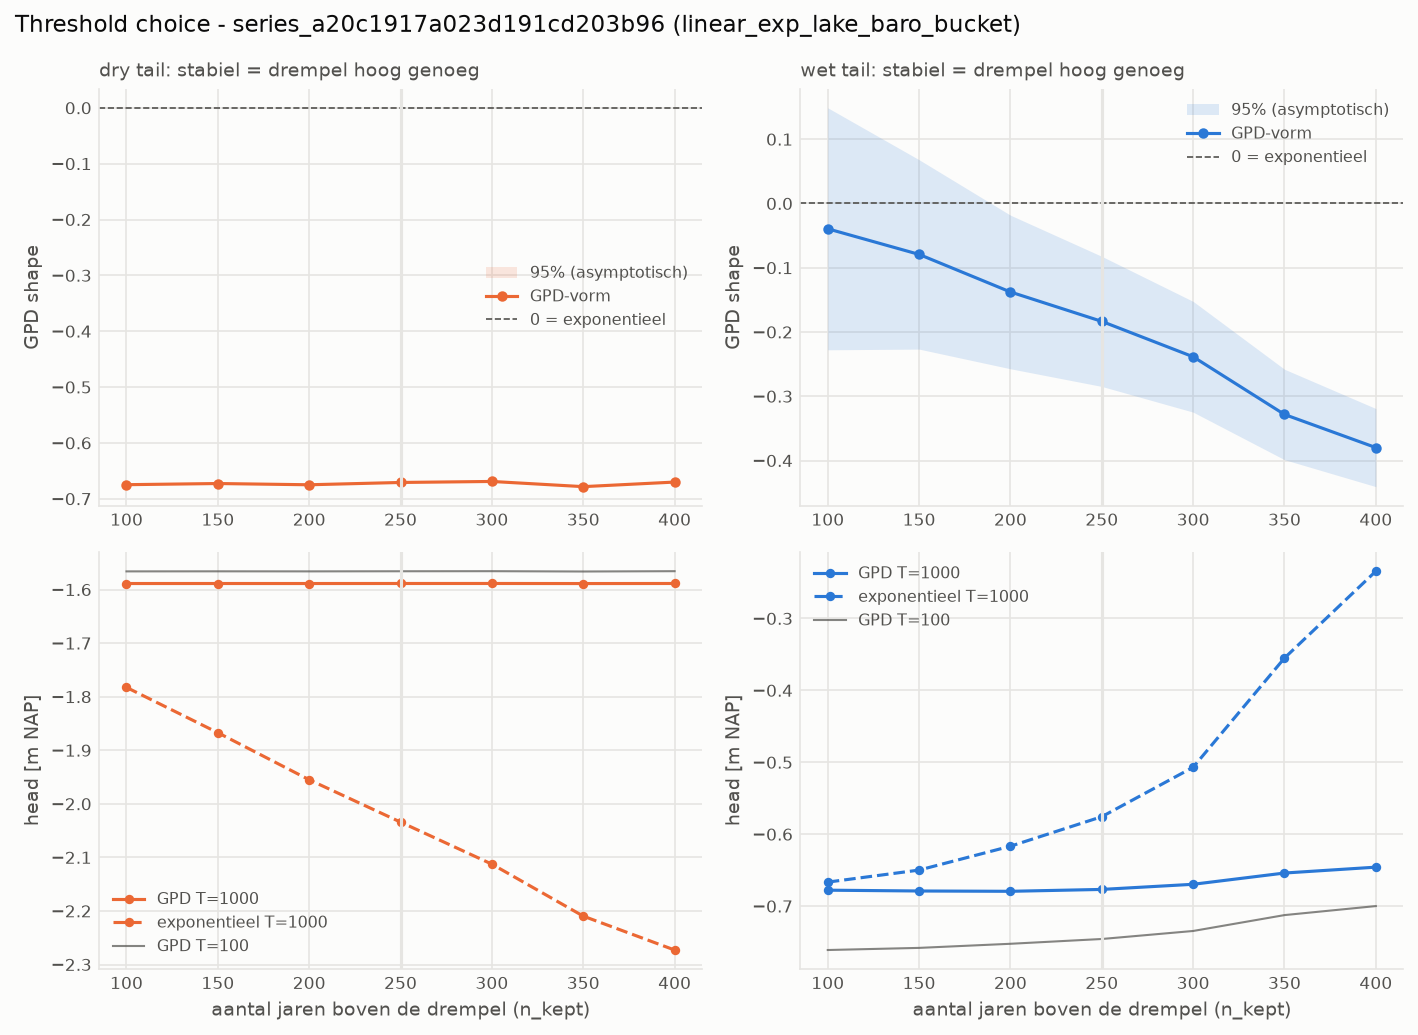 Threshold choice - series_a20c1917a023d191cd203b96 (linear_exp_lake_baro_bucket)
dry tail: stabiel = drempel hoog genoeg
GPD shape
0.0
−0.1
−0.2
−0.3
−0.4
−0.5
−0.6
−0.7
95% (asymptotisch)
GPD-vorm
0 = exponentieel
100 150 200 250 300 350 400
wet tail: stabiel = drempel hoog genoeg
GPD shape
0.1
0.0
−0.1
−0.2
−0.3
−0.4
95% (asymptotisch)
GPD-vorm
0 = exponentieel
100 150 200 250 300 350 400
head [m NAP]
−1.6
−1.7
−1.8
−1.9
−2.0
−2.1
−2.2
−2.3
GPD T=1000
exponentieel T=1000
GPD T=100
100 150 200 250 300 350 400
aantal jaren boven de drempel (n_kept)
head [m NAP]
−0.3
−0.4
−0.5
−0.6
−0.7
GPD T=1000
exponentieel T=1000
GPD T=100
100 150 200 250 300 350 400
aantal jaren boven de drempel (n_kept)